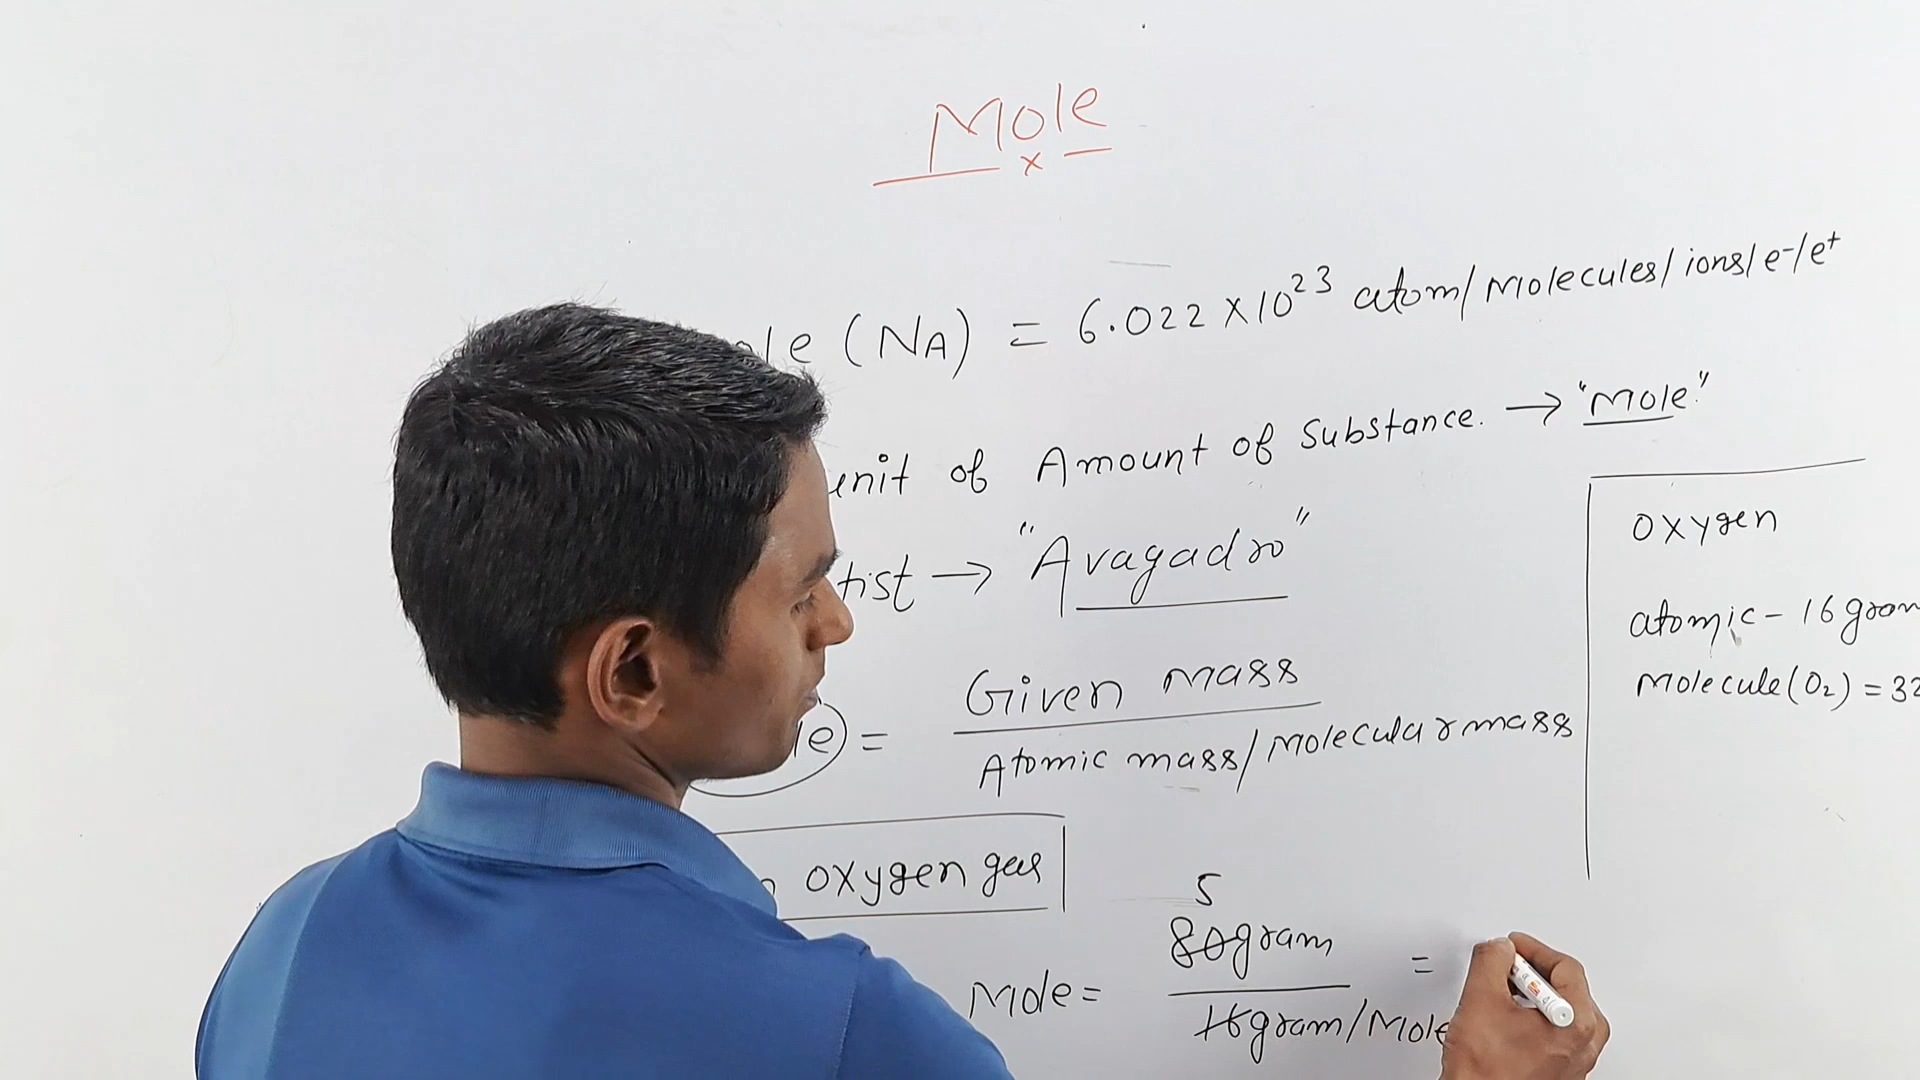 Mole
x
le (NA) = 6.022 x 10²³ atom/molecules/ions/e⁻/e⁺
unit of Amount of Substance. → "Mole."
tist → "Avagadro"
le = Given mass
Atomic mass/Molecular mass
oxygen gas
5
Mole = 80gram =
16gram/Mole
oxygen
atomic - 16 gram
Molecule (O₂) = 32